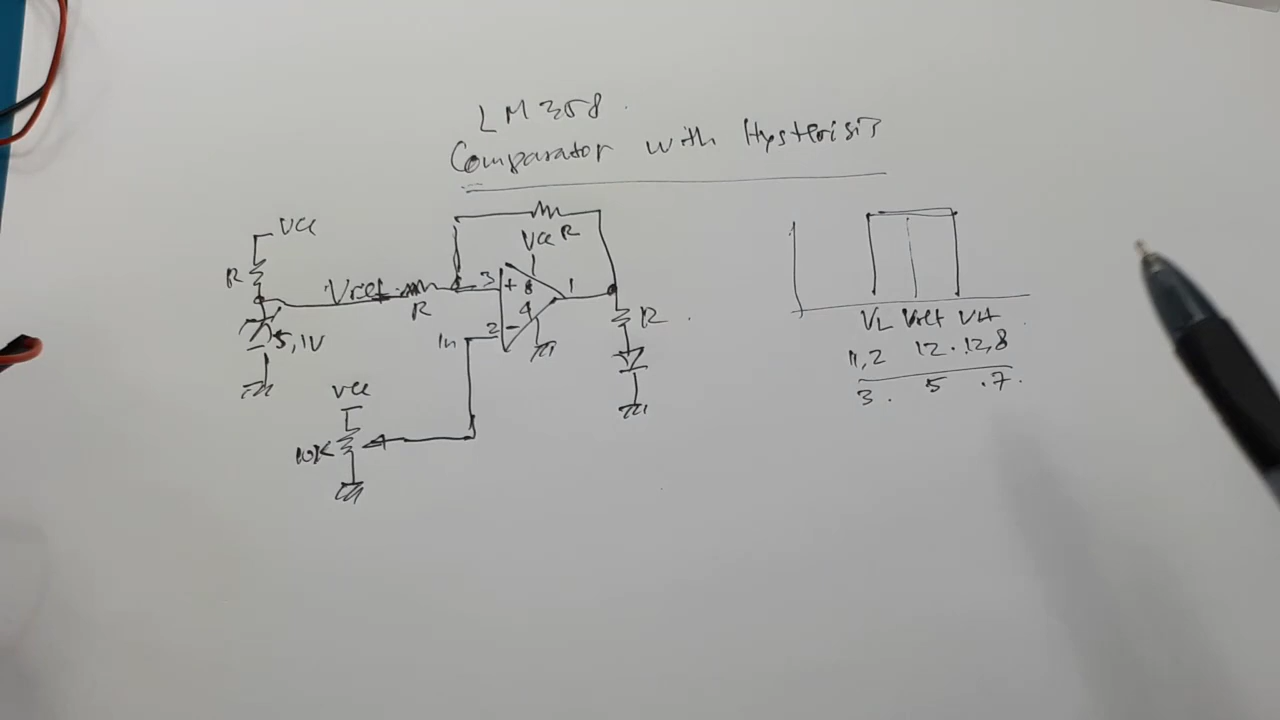 LM358.
Comparator with Hysterisis
Vcc
R
Vref
R
5,1V
Vcc R
3 + 8 1
2 - 4
In
R
Vcc
10K
VL Vref VH
11,2 12. 12,8
3. 5 .7.